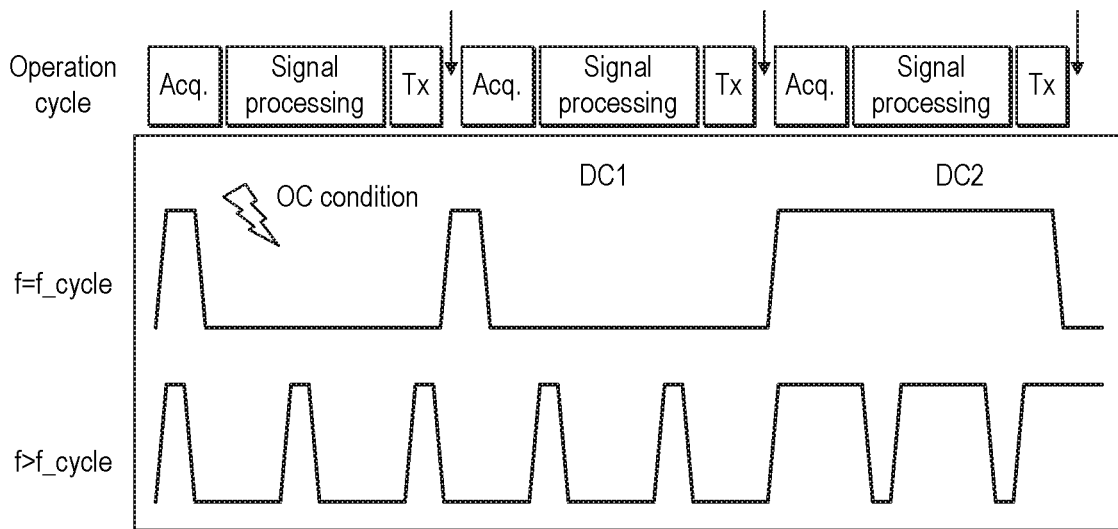 Operation
cycle
Acq.
Signal
processing
Tx
Acq.
Signal
processing
Tx
Acq.
Signal
processing
Tx
OC condition
DC1
DC2
f=f_cycle
f>f_cycle